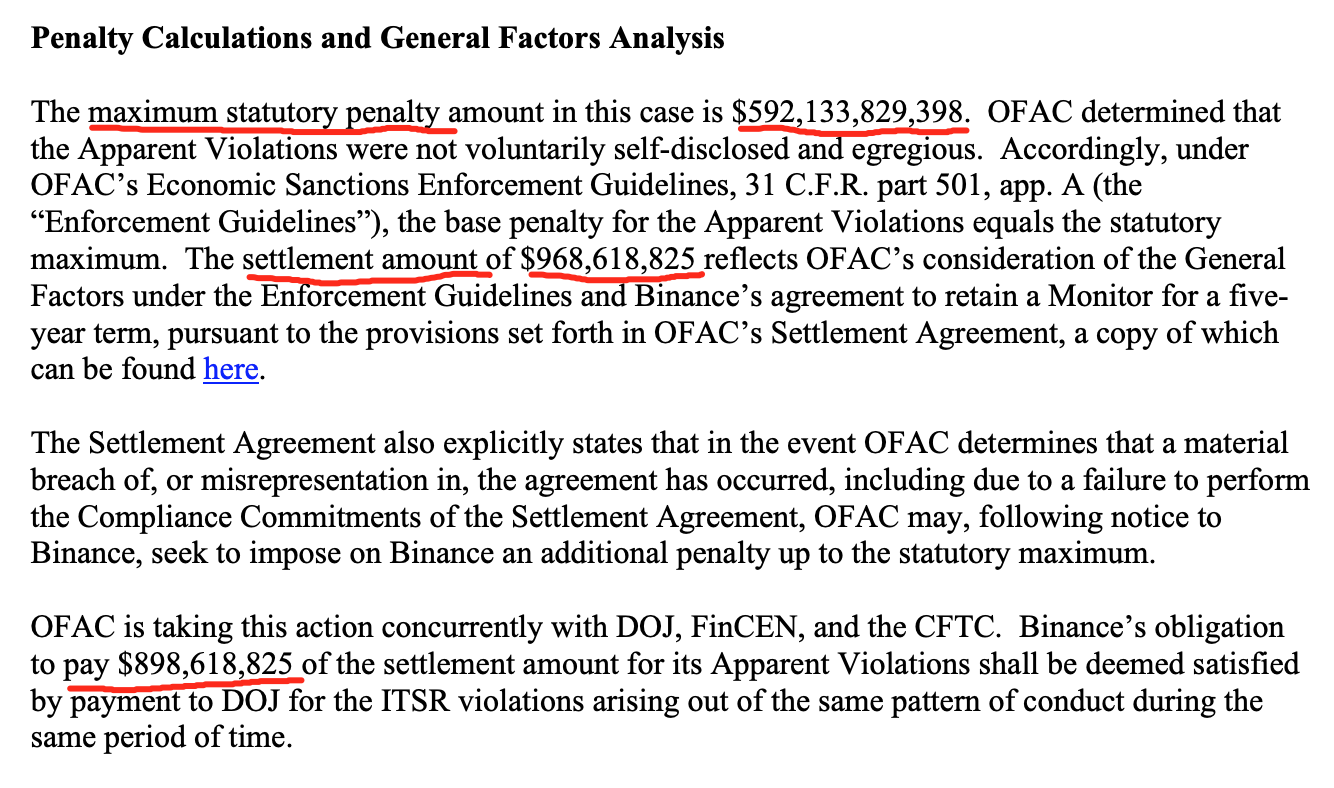 Penalty Calculations and General Factors Analysis
The maximum statutory penalty amount in this case is $592,133,829,398.  OFAC determined that
the Apparent Violations were not voluntarily self-disclosed and egregious.  Accordingly, under
OFAC’s Economic Sanctions Enforcement Guidelines, 31 C.F.R. part 501, app. A (the
“Enforcement Guidelines”), the base penalty for the Apparent Violations equals the statutory
maximum.  The settlement amount of $968,618,825 reflects OFAC’s consideration of the General
Factors under the Enforcement Guidelines and Binance’s agreement to retain a Monitor for a five-
year term, pursuant to the provisions set forth in OFAC’s Settlement Agreement, a copy of which
can be found here.
The Settlement Agreement also explicitly states that in the event OFAC determines that a material
breach of, or misrepresentation in, the agreement has occurred, including due to a failure to perform
the Compliance Commitments of the Settlement Agreement, OFAC may, following notice to
Binance, seek to impose on Binance an additional penalty up to the statutory maximum.
OFAC is taking this action concurrently with DOJ, FinCEN, and the CFTC.  Binance’s obligation
to pay $898,618,825 of the settlement amount for its Apparent Violations shall be deemed satisfied
by payment to DOJ for the ITSR violations arising out of the same pattern of conduct during the
same period of time.